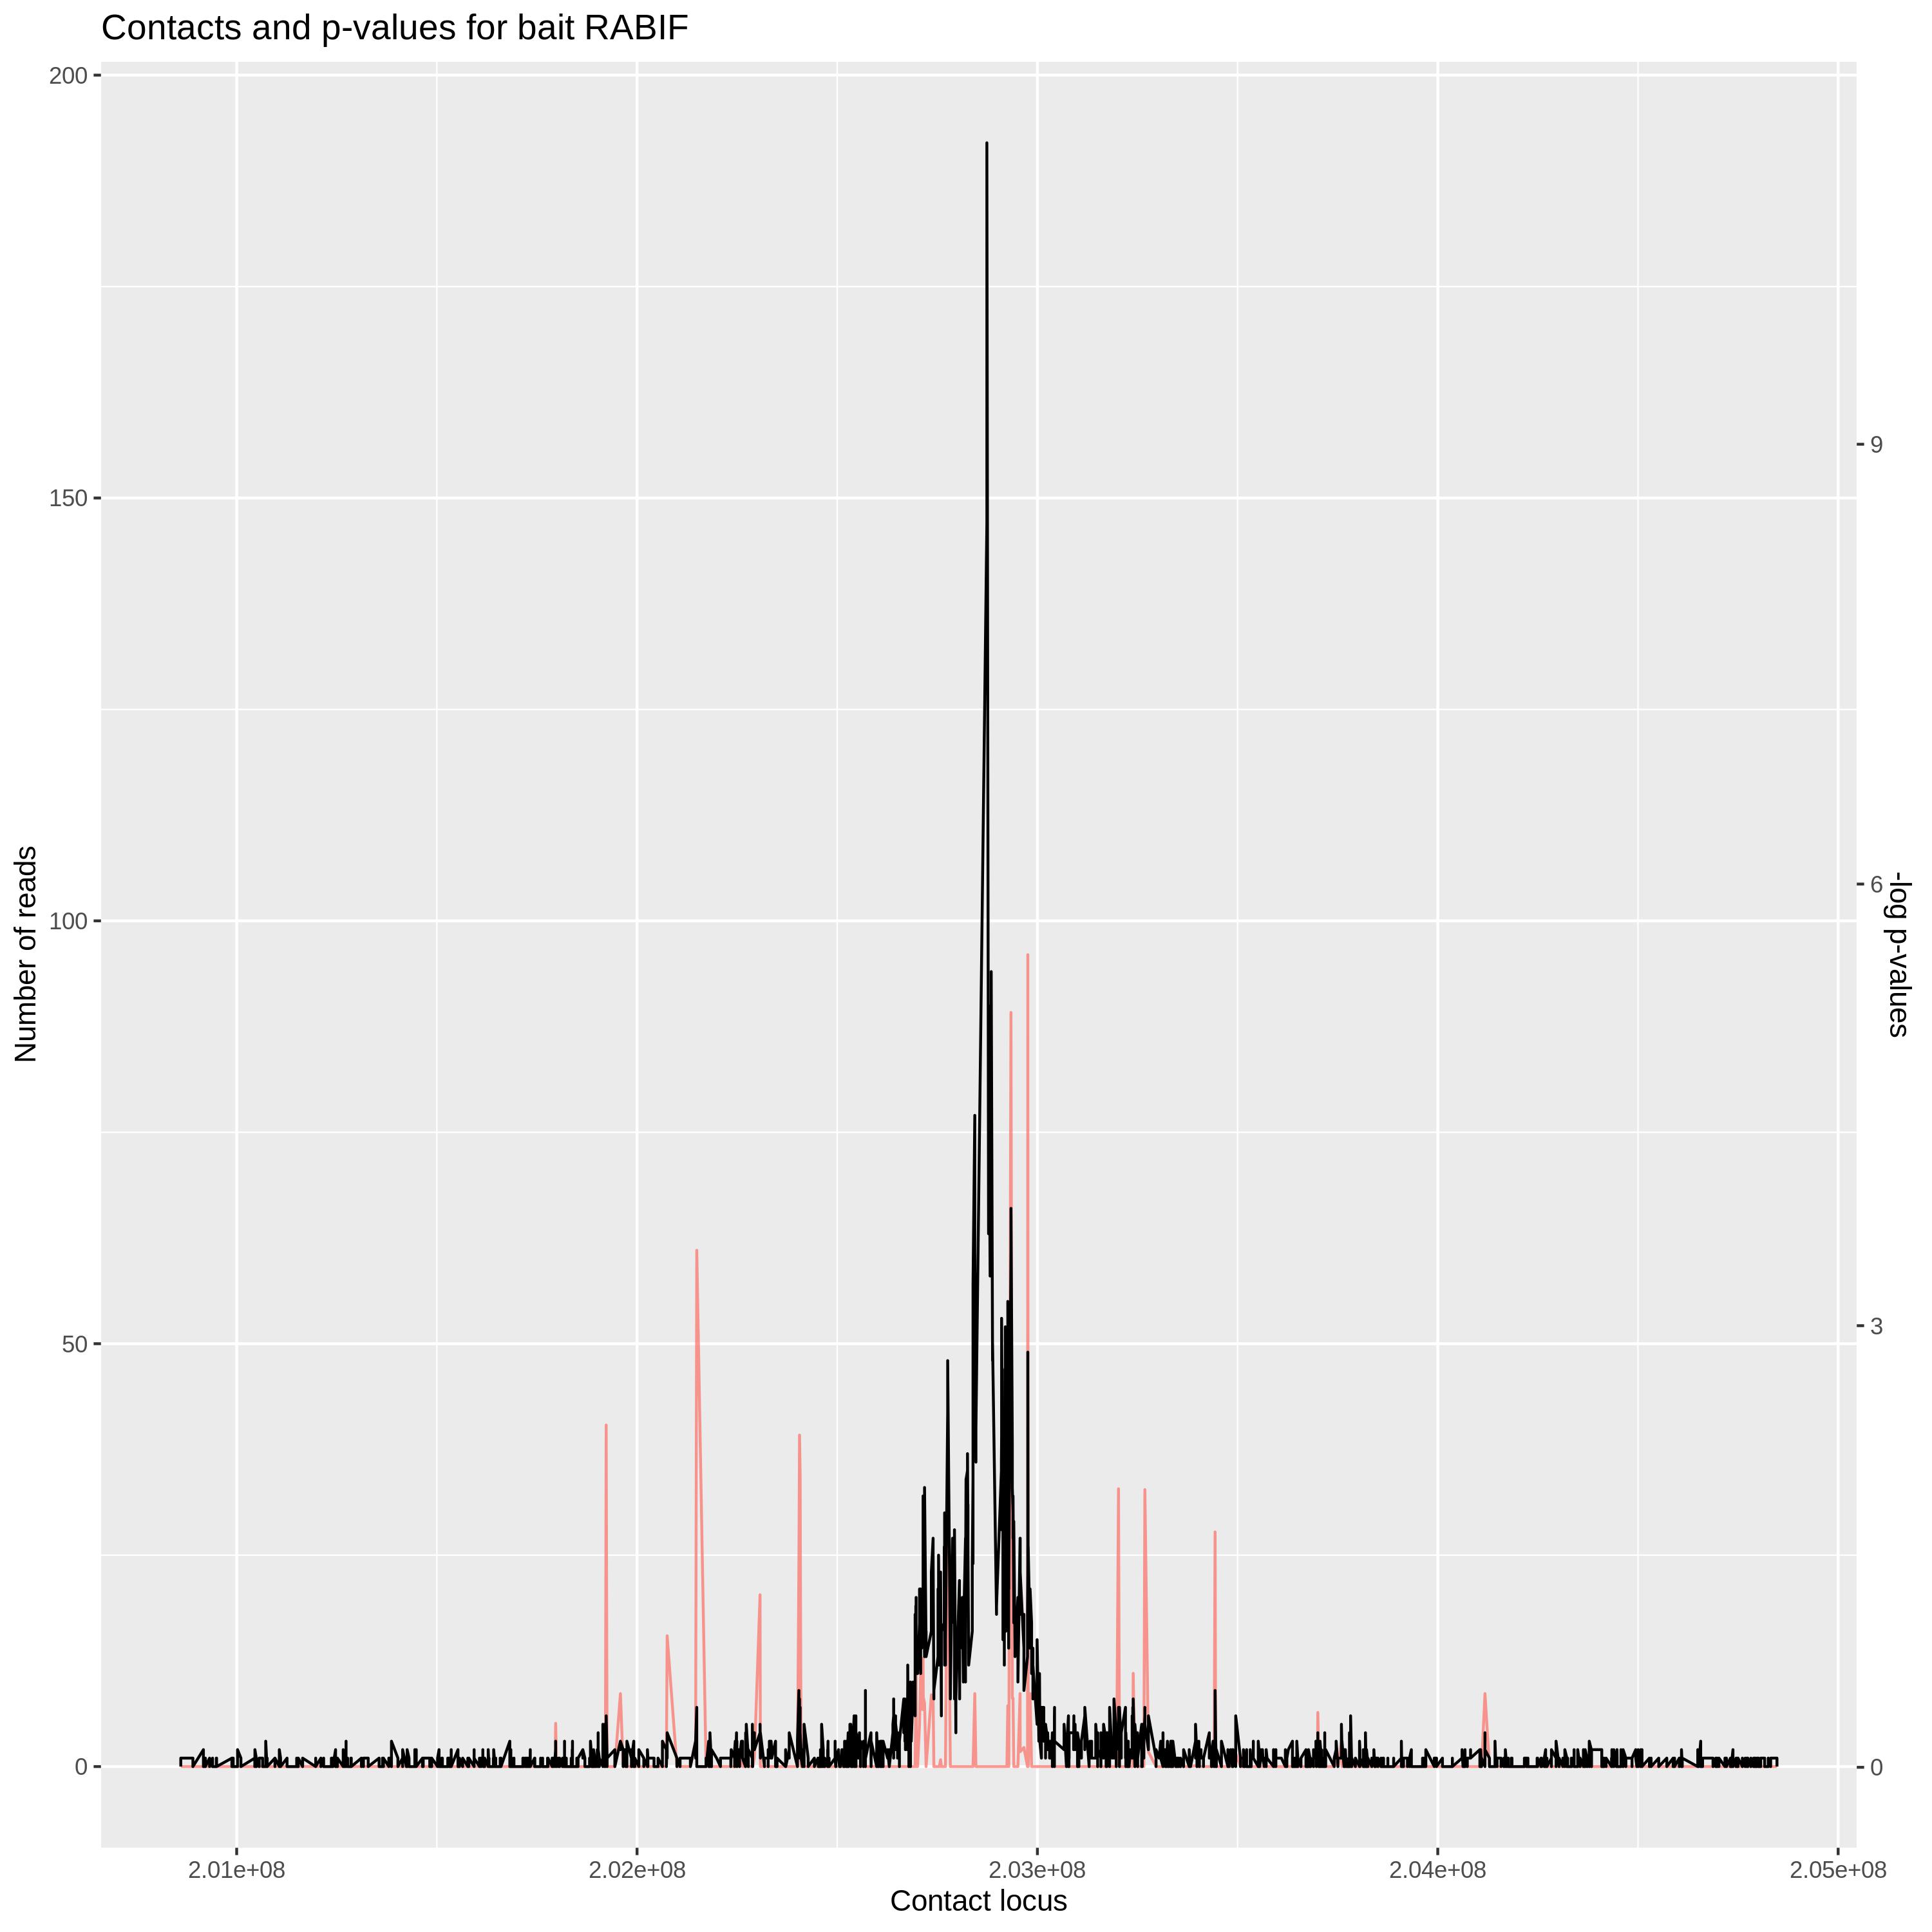 Contacts and p-values for bait RABIF
200
150
100
50
0
Number of reads
9
6
3
0
-log p-values
2.01e+08
2.02e+08
2.03e+08
2.04e+08
2.05e+08
Contact locus